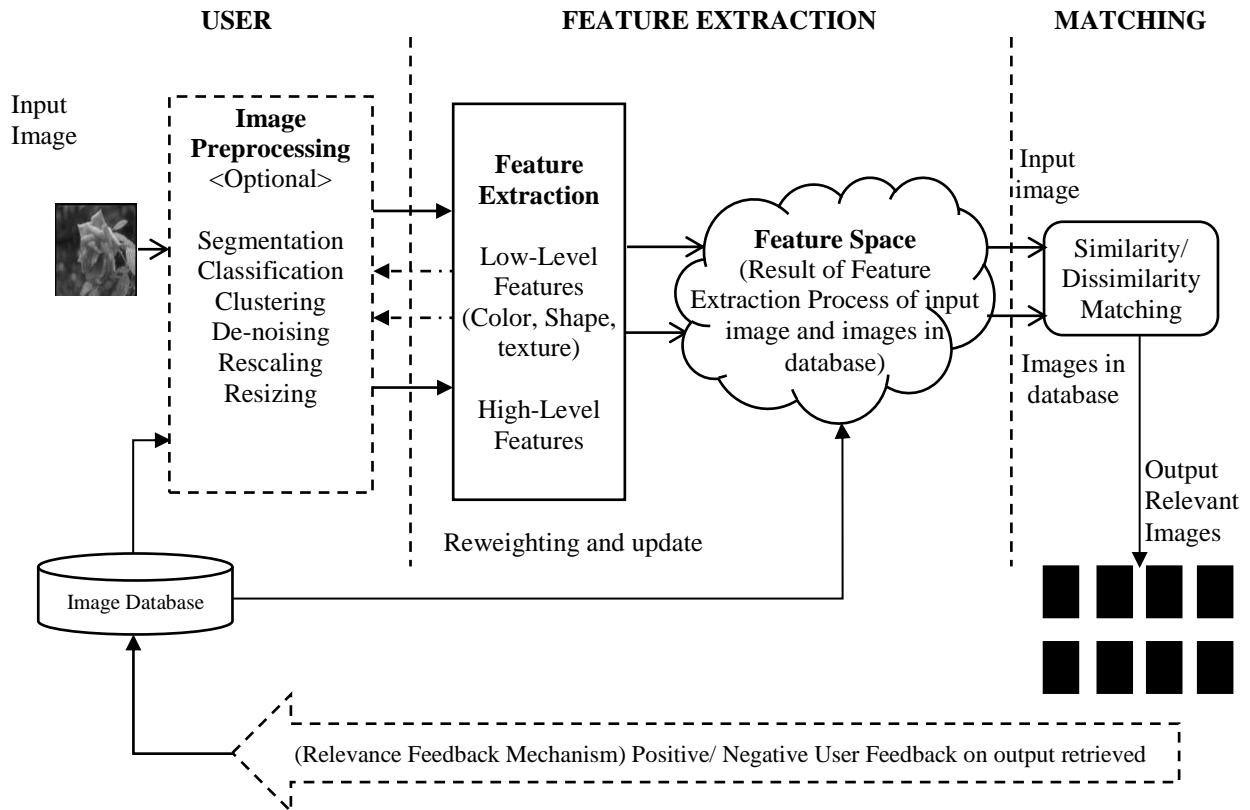 USER
FEATURE EXTRACTION
MATCHING
Input
Image
Image
Preprocessing
<Optional>
Segmentation
Classification
Clustering
De-noising
Rescaling
Resizing
Feature
Extraction
Low-Level
Features
(Color, Shape,
texture)
High-Level
Features
Feature Space
(Result of Feature
Extraction Process of input
image and images in
database)
Input
image
Similarity/
Dissimilarity
Matching
Images in
database
Output
Relevant
Images
Reweighting and update
Image Database
(Relevance Feedback Mechanism) Positive/ Negative User Feedback on output retrieved